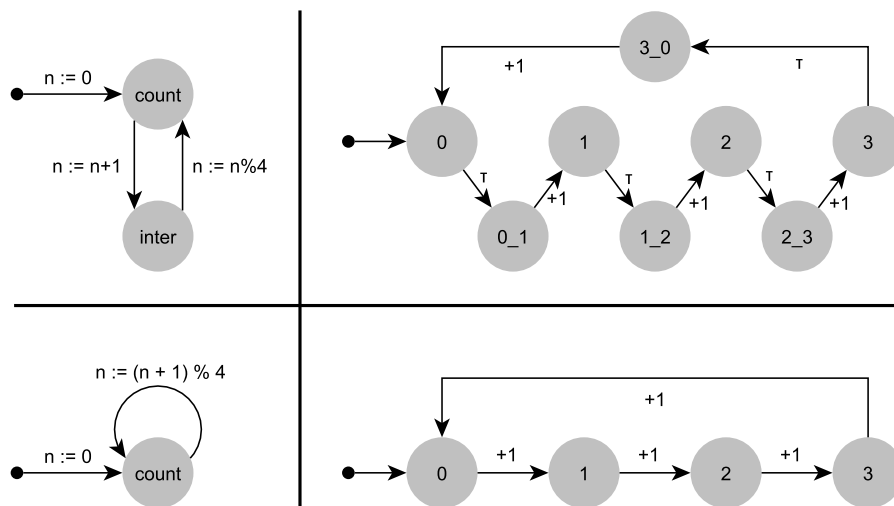 n := 0
count
n := n+1
n := n%4
inter
3_0
+1
τ
0
1
2
3
τ
+1
τ
+1
τ
+1
0_1
1_2
2_3
n := (n + 1) % 4
n := 0
count
+1
0
+1
1
+1
2
+1
3